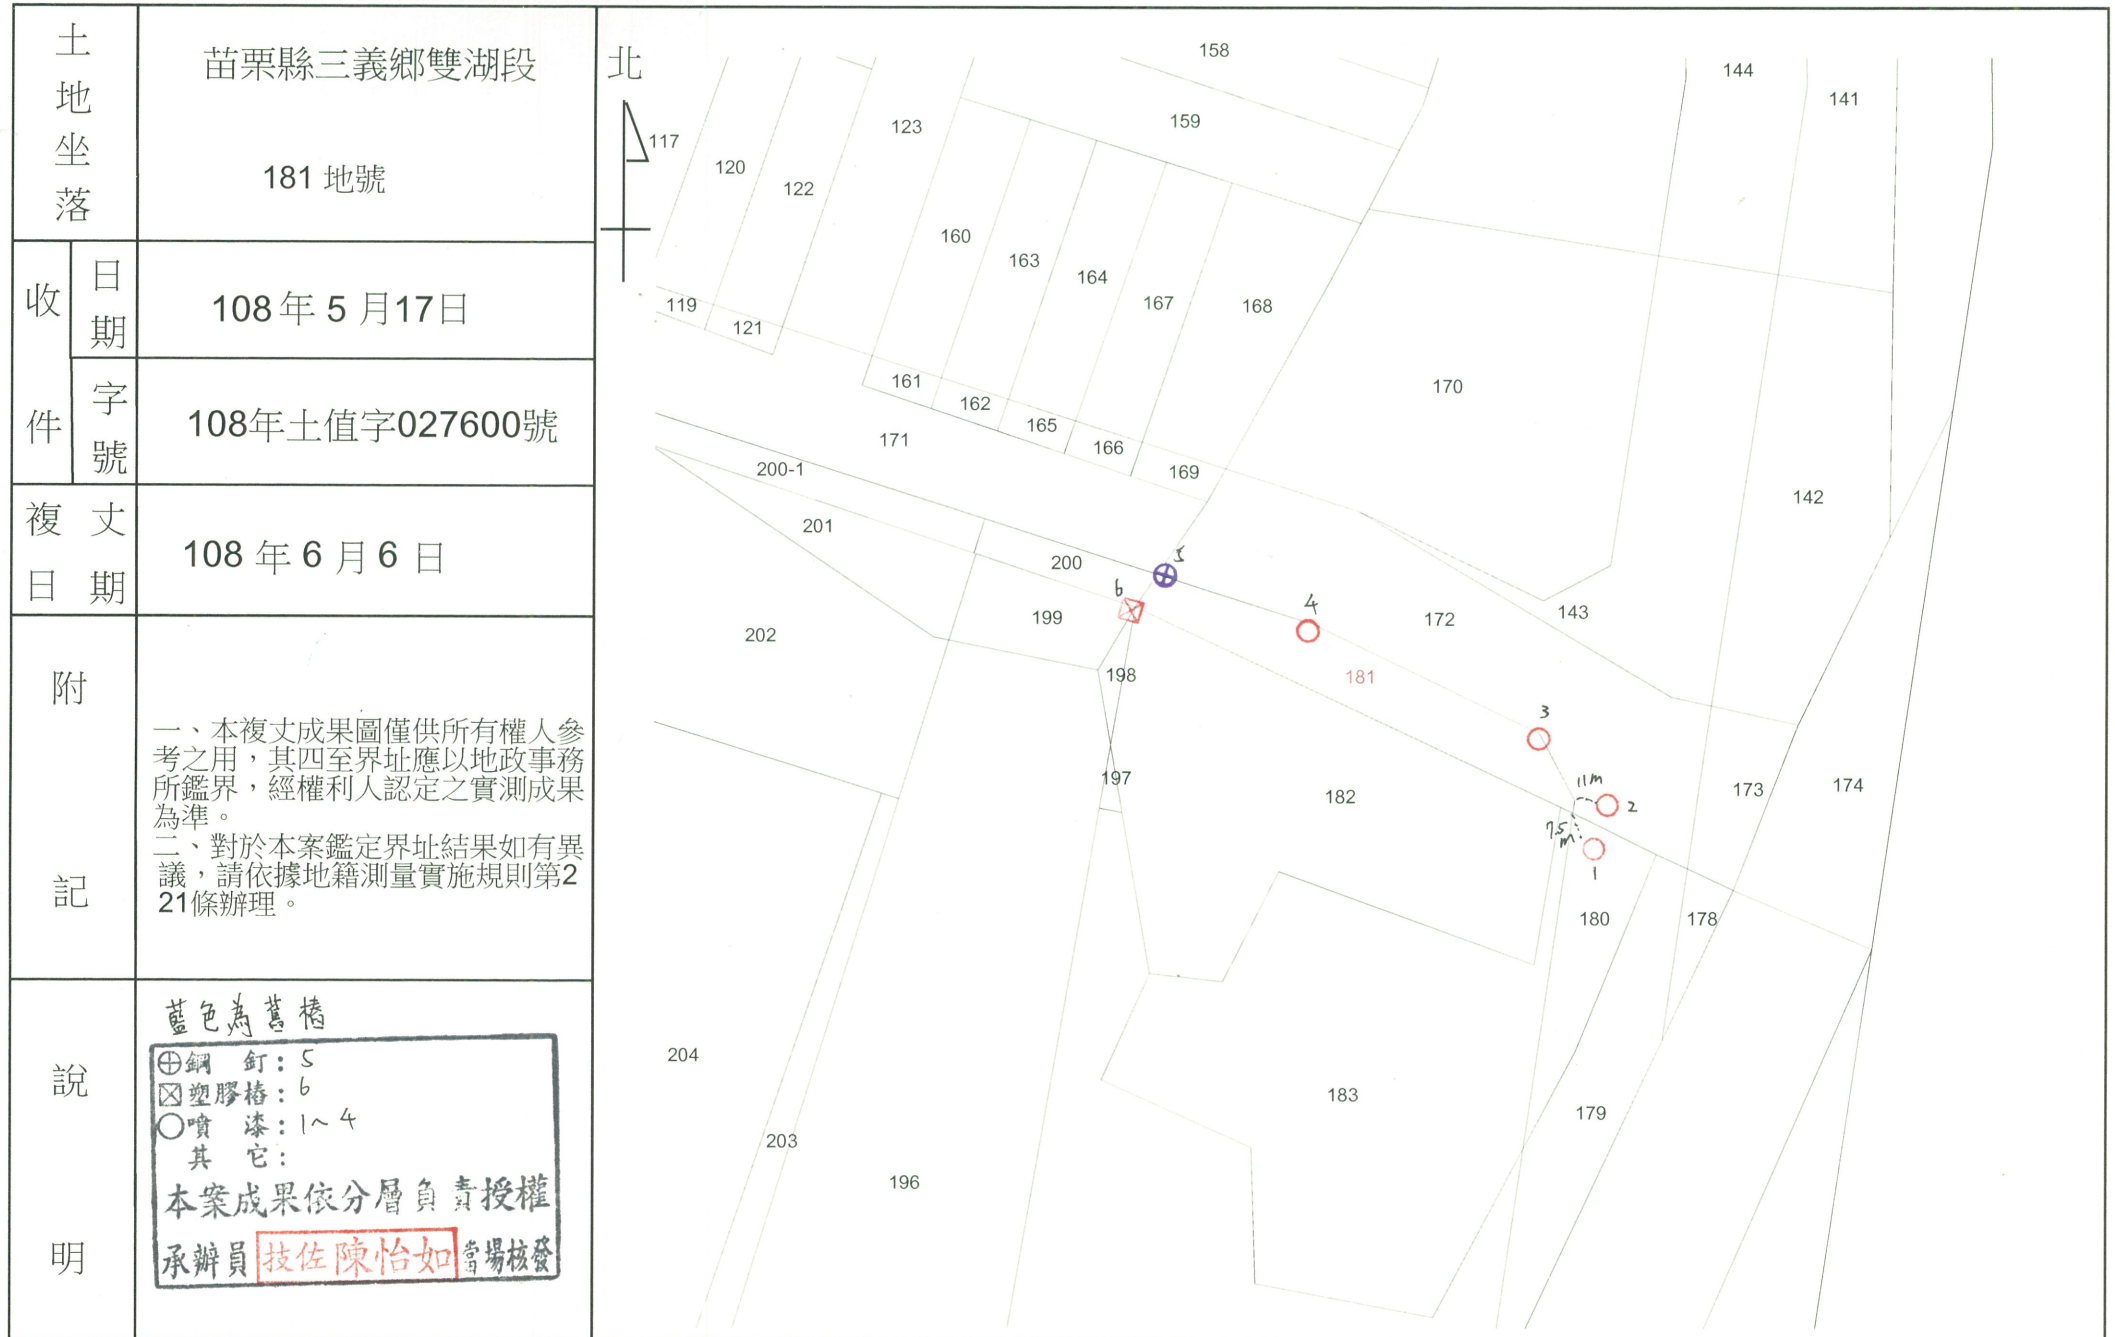 土地坐落
苗栗縣三義鄉雙湖段
181 地號
收件
日期
108 年 5 月17日
字號
108年土值字027600號
複丈日期
108 年 6 月 6 日
附記
一、本複丈成果圖僅供所有權人參
考之用，其四至界址應以地政事務
所鑑界，經權利人認定之實測成果
為準。
二、對於本案鑑定界址結果如有異
議，請依據地籍測量實施規則第2
21條辦理。
說明
藍色為舊樁
⊕鋼 釘：5
☒塑膠樁：6
○噴 漆：1~4
其 它：
本案成果依分層負責授權
承辦員 技佐陳怡如 當場核發
北
158
144
141
117
123
159
120
122
160
163
164
167
168
119
121
170
161
162
165
166
169
171
200-1
142
201
200
5
6
4
199
172
143
202
198
181
3
197
182
11m
2
173
174
7.5
m
1
180
178
204
183
179
203
196